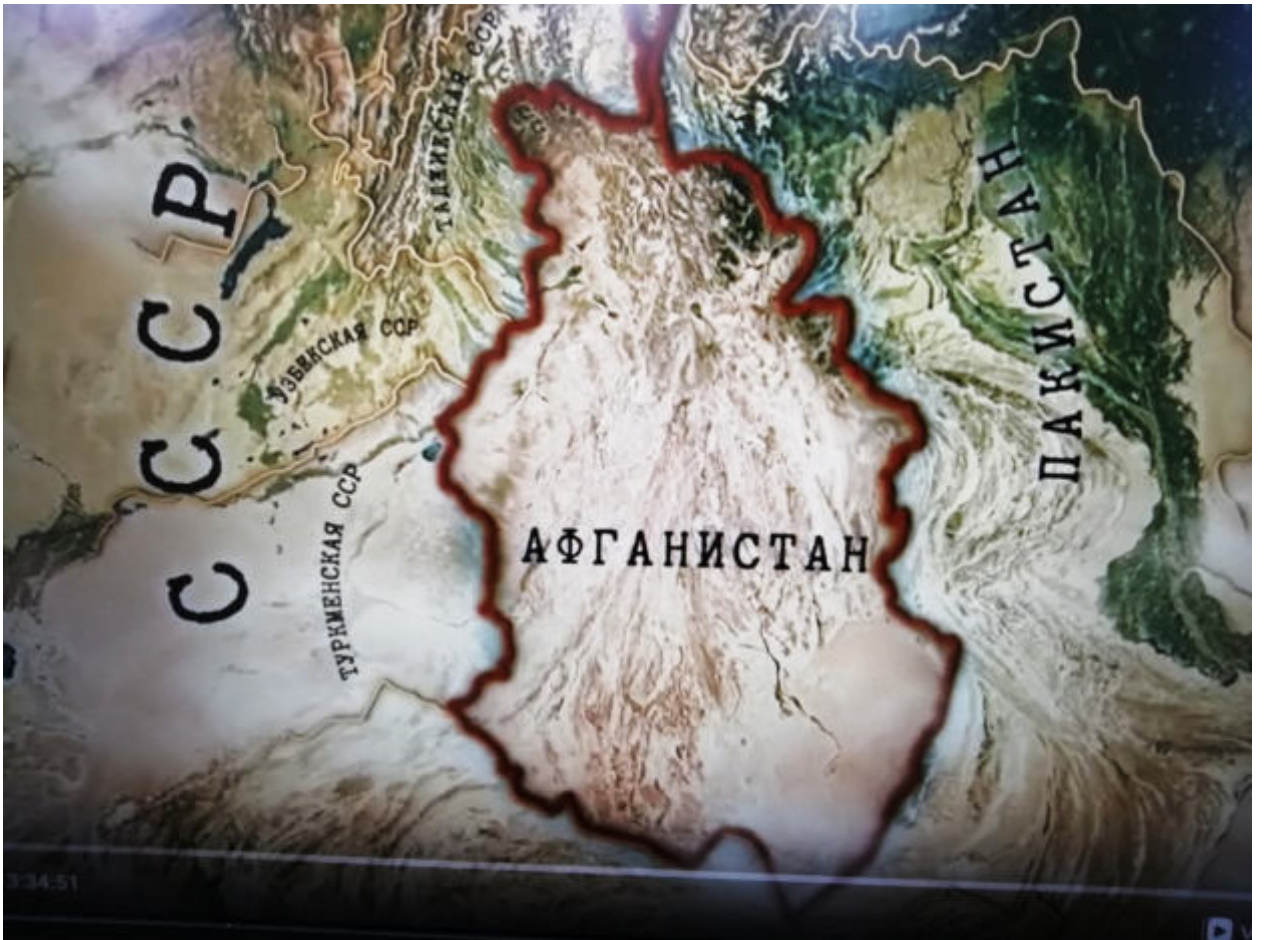 ТАДЖИКСКАЯ ССР
СССР
ПАКИСТАН
УЗБЕКСКАЯ ССР
ТУРКМЕНСКАЯ ССР
АФГАНИСТАН
3:34:51